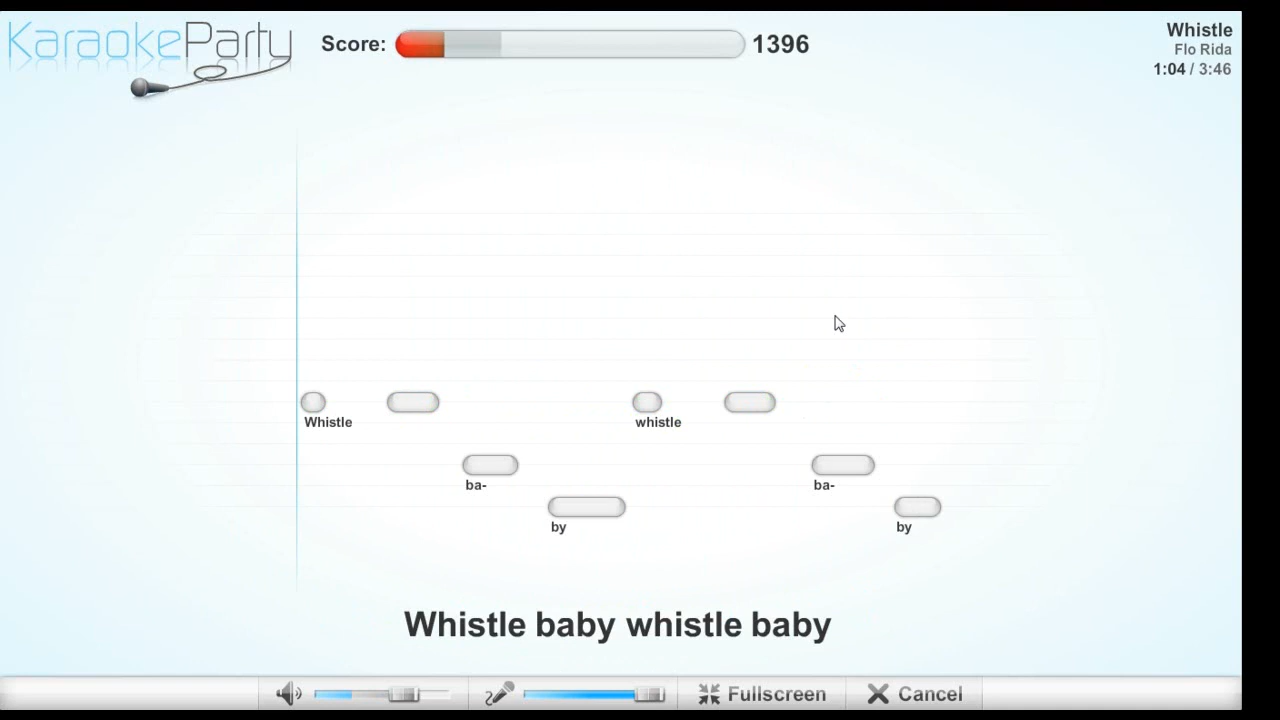 KaraokeParty
Score: 1396
Whistle
Flo Rida
1:04 / 3:46
Whistle
whistle
ba-
ba-
by
by
Whistle baby whistle baby
Fullscreen
Cancel